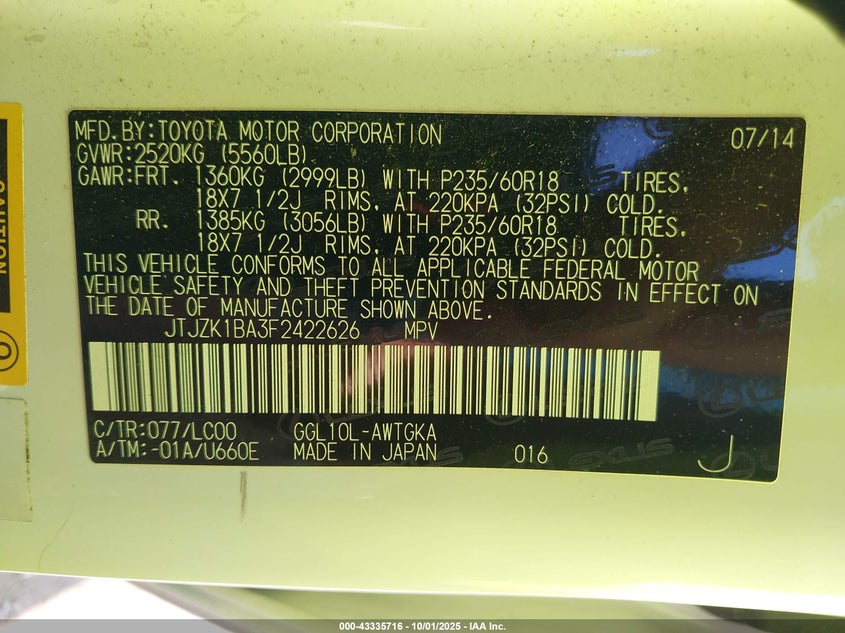 MFD.BY:TOYOTA MOTOR CORPORATION 07/14
GVWR:2520KG (5560LB)
GAWR:FRT. 1360KG (2999LB) WITH P235/60R18 TIRES,
18X7 1/2J RIMS, AT 220KPA (32PSI) COLD.
RR. 1385KG (3056LB) WITH P235/60R18 TIRES,
18X7 1/2J RIMS, AT 220KPA (32PSI) COLD.
THIS VEHICLE CONFORMS TO ALL APPLICABLE FEDERAL MOTOR
VEHICLE SAFETY AND THEFT PREVENTION STANDARDS IN EFFECT ON
THE DATE OF MANUFACTURE SHOWN ABOVE.
JTJZK1BA3F2422626 MPV
C/TR:077/LC00 GGL10L-AWTGKA
A/TM:-01A/U660E MADE IN JAPAN 016 J
CAUTION
LEXUS
000-43335716 - 10/01/2025 - IAA Inc.